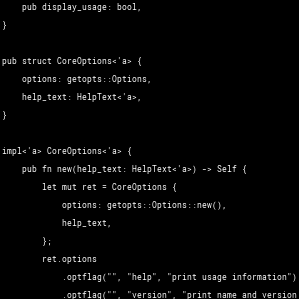 pub display_usage: bool,
}
pub struct CoreOptions<'a> {
options: getopts::Options,
help_text: HelpText<'a>,
}
impl<'a> CoreOptions<'a> {
pub fn new(help_text: HelpText<'a>) -> Self {
let mut ret = CoreOptions {
options: getopts::Options::new(),
help_text,
};
ret.options
.optflag("", "help", "print usage information")
.optflag("", "version", "print name and version